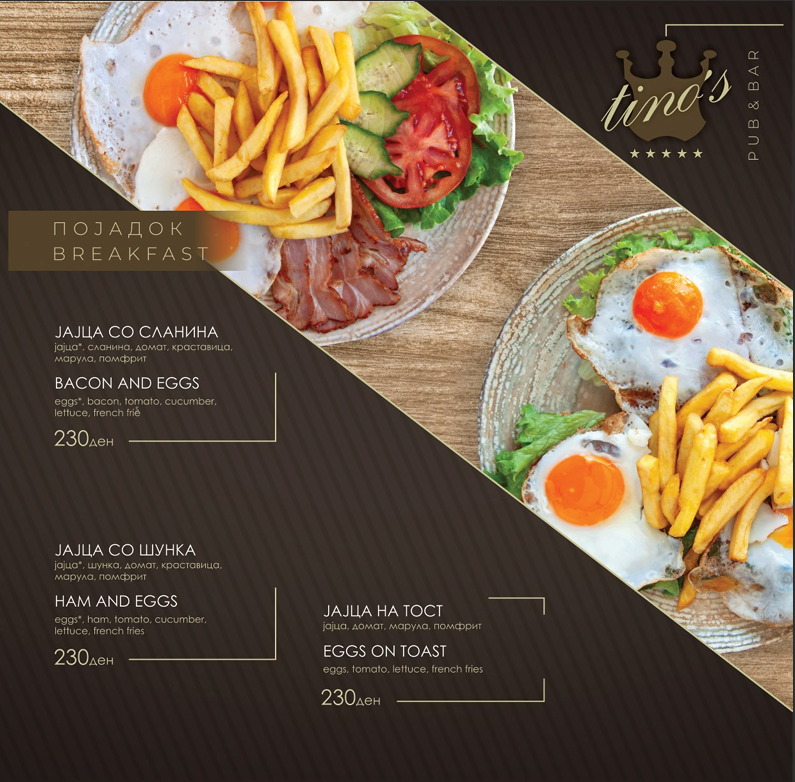 tino's
PUB & BAR
ПОЈАДОК
BREAKFAST
ЈАЈЦА СО СЛАНИНА
јајца*, сланина, домат, краставица,
марула, помфрит
BACON AND EGGS
eggs*, bacon, tomato, cucumber,
lettuce, french friè
230ден
ЈАЈЦА СО ШУНКА
јајца*, шунка, домат, краставица,
марула, помфрит
HAM AND EGGS
eggs*, ham, tomato, cucumber,
lettuce, french fries
230ден
ЈАЈЦА НА ТОСТ
јајца, домат, марула, помфрит
EGGS ON TOAST
eggs, tomato, lettuce, french fries
230ден